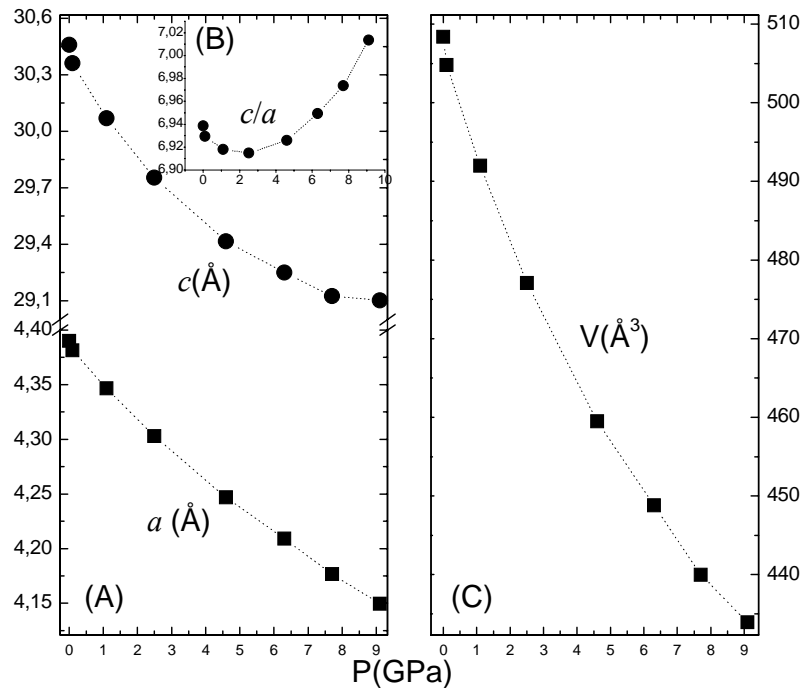 30,6
30,3
30,0
29,7
29,4
29,1
4,40
4,35
4,30
4,25
4,20
4,15
0 1 2 3 4 5 6 7 8 9
c(Å)
a (Å)
(A)
7,02
7,00
6,98
6,96
6,94
6,92
6,90
0 2 4 6 8 10
(B)
c/a
P(GPa)
510
500
490
480
470
460
450
440
0 1 2 3 4 5 6 7 8 9
V(Å³)
(C)